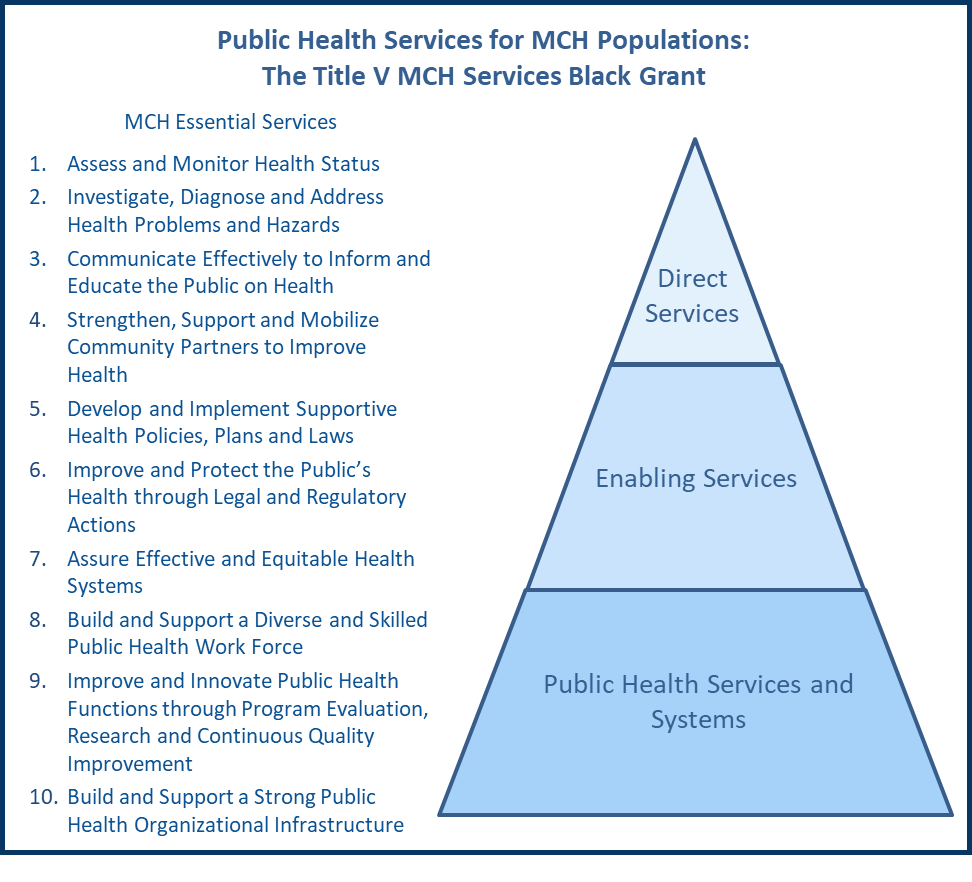 Public Health Services for MCH Populations:
The Title V MCH Services Black Grant
MCH Essential Services
1. Assess and Monitor Health Status
2. Investigate, Diagnose and Address
Health Problems and Hazards
3. Communicate Effectively to Inform and
Educate the Public on Health
4. Strengthen, Support and Mobilize
Community Partners to Improve
Health
5. Develop and Implement Supportive
Health Policies, Plans and Laws
6. Improve and Protect the Public’s
Health through Legal and Regulatory
Actions
7. Assure Effective and Equitable Health
Systems
8. Build and Support a Diverse and Skilled
Public Health Work Force
9. Improve and Innovate Public Health
Functions through Program Evaluation,
Research and Continuous Quality
Improvement
10. Build and Support a Strong Public
Health Organizational Infrastructure
Direct
Services
Enabling Services
Public Health Services and
Systems